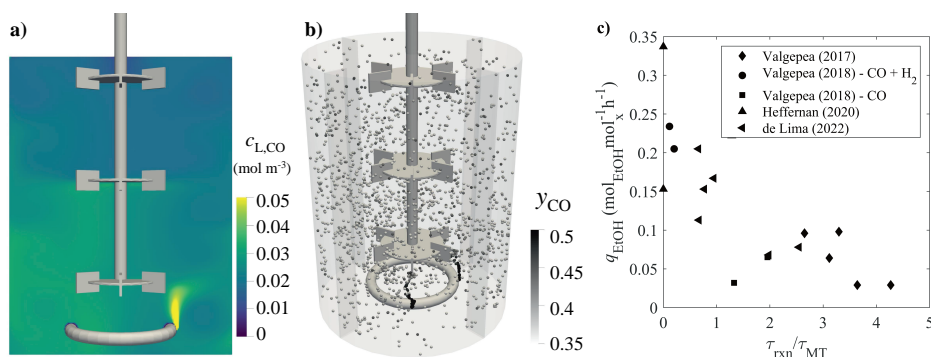 a)
c_L,CO
(mol m⁻³)
0.05
0.04
0.03
0.02
0.01
0
b)
y_CO
0.5
0.45
0.4
0.35
c)
q_EtOH (mol_EtOH mol_x⁻¹ h⁻¹)
0.35
0.3
0.25
0.2
0.15
0.1
0.05
0
Valgepea (2017)
Valgepea (2018) - CO + H₂
Valgepea (2018) - CO
Heffernan (2020)
de Lima (2022)
0 1 2 3 4 5
τ_rxn/τ_MT